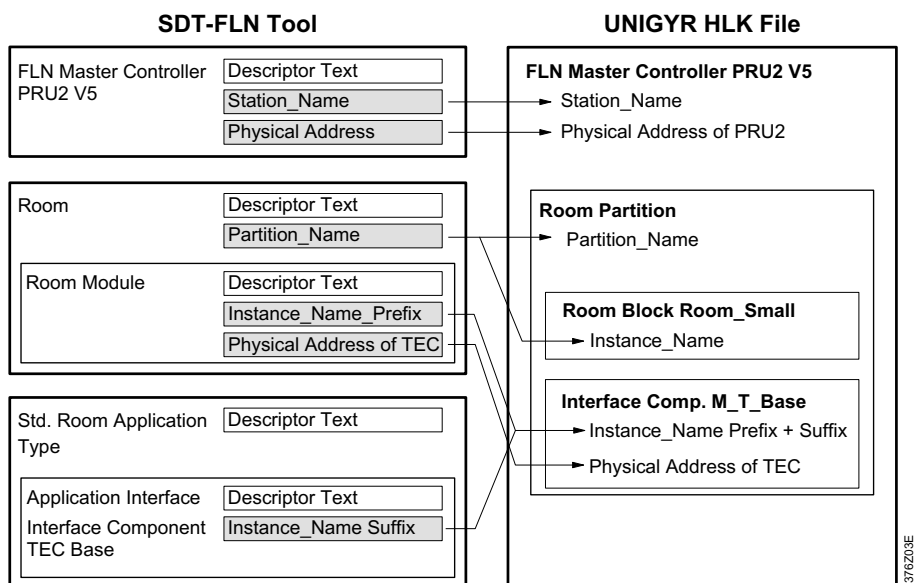 SDT-FLN Tool
UNIGYR HLK File
FLN Master Controller
PRU2 V5
Descriptor Text
Station_Name
Physical Address
Room
Descriptor Text
Partition_Name
Room Module
Descriptor Text
Instance_Name_Prefix
Physical Address of TEC
Std. Room Application
Type
Descriptor Text
Application Interface
Descriptor Text
Interface Component
TEC Base
Instance_Name Suffix
FLN Master Controller PRU2 V5
Station_Name
Physical Address of PRU2
Room Partition
Partition_Name
Room Block Room_Small
Instance_Name
Interface Comp. M_T_Base
Instance_Name Prefix + Suffix
Physical Address of TEC
376Z03E